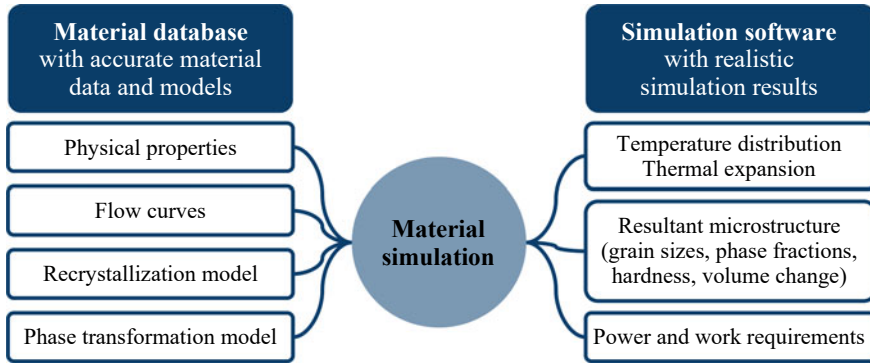 Material database
with accurate material
data and models
Physical properties
Flow curves
Recrystallization model
Phase transformation model
Material
simulation
Simulation software
with realistic
simulation results
Temperature distribution
Thermal expansion
Resultant microstructure
(grain sizes, phase fractions,
hardness, volume change)
Power and work requirements